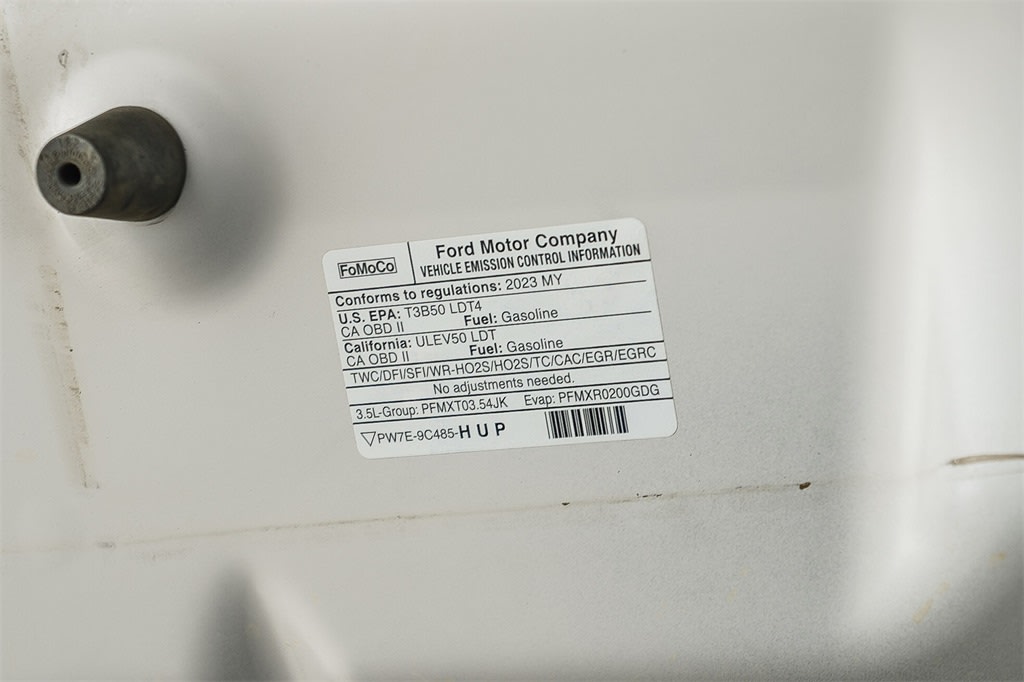 FoMoCo
Ford Motor Company
VEHICLE EMISSION CONTROL INFORMATION
Conforms to regulations: 2023 MY
U.S. EPA: T3B50 LDT4
CA OBD II Fuel: Gasoline
California: ULEV50 LDT
CA OBD II Fuel: Gasoline
TWC/DFI/SFI/WR-HO2S/HO2S/TC/CAC/EGR/EGRC
No adjustments needed.
3.5L-Group: PFMXT03.54JK Evap: PFMXR0200GDG
PW7E-9C485-HUP